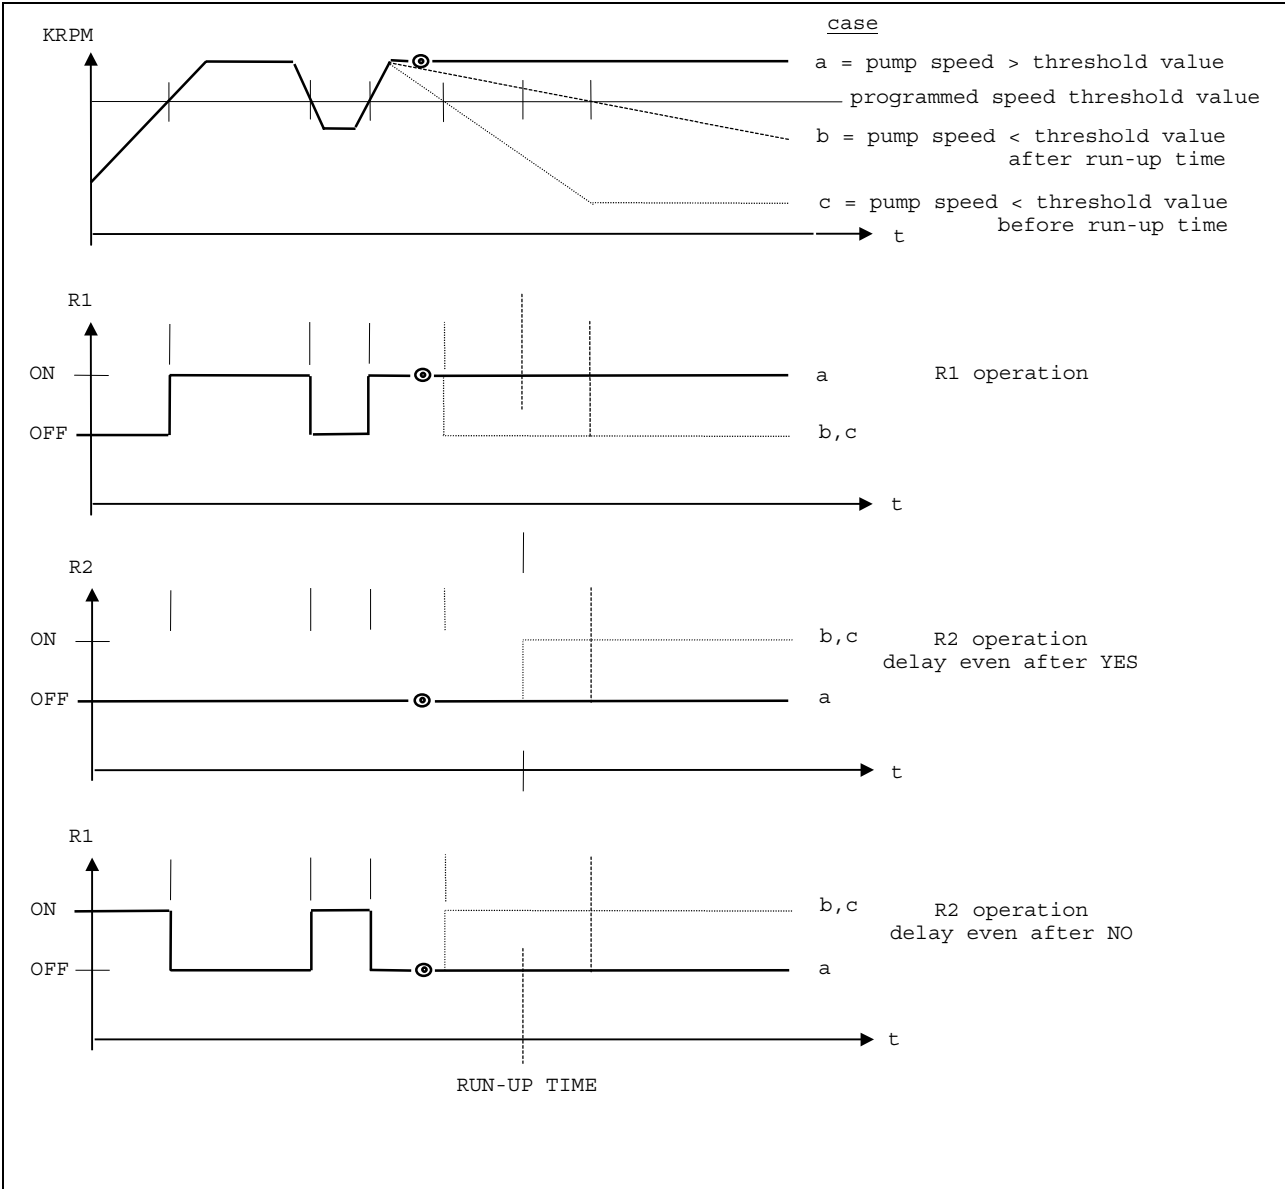 case
KRPM
a = pump speed > threshold value
programmed speed threshold value
b = pump speed < threshold value
after run-up time
c = pump speed < threshold value
before run-up time
t
R1
ON
a
R1 operation
OFF
b,c
t
R2
ON
b,c
R2 operation
delay even after YES
OFF
a
t
R1
ON
b,c
R2 operation
delay even after NO
OFF
a
t
RUN-UP TIME